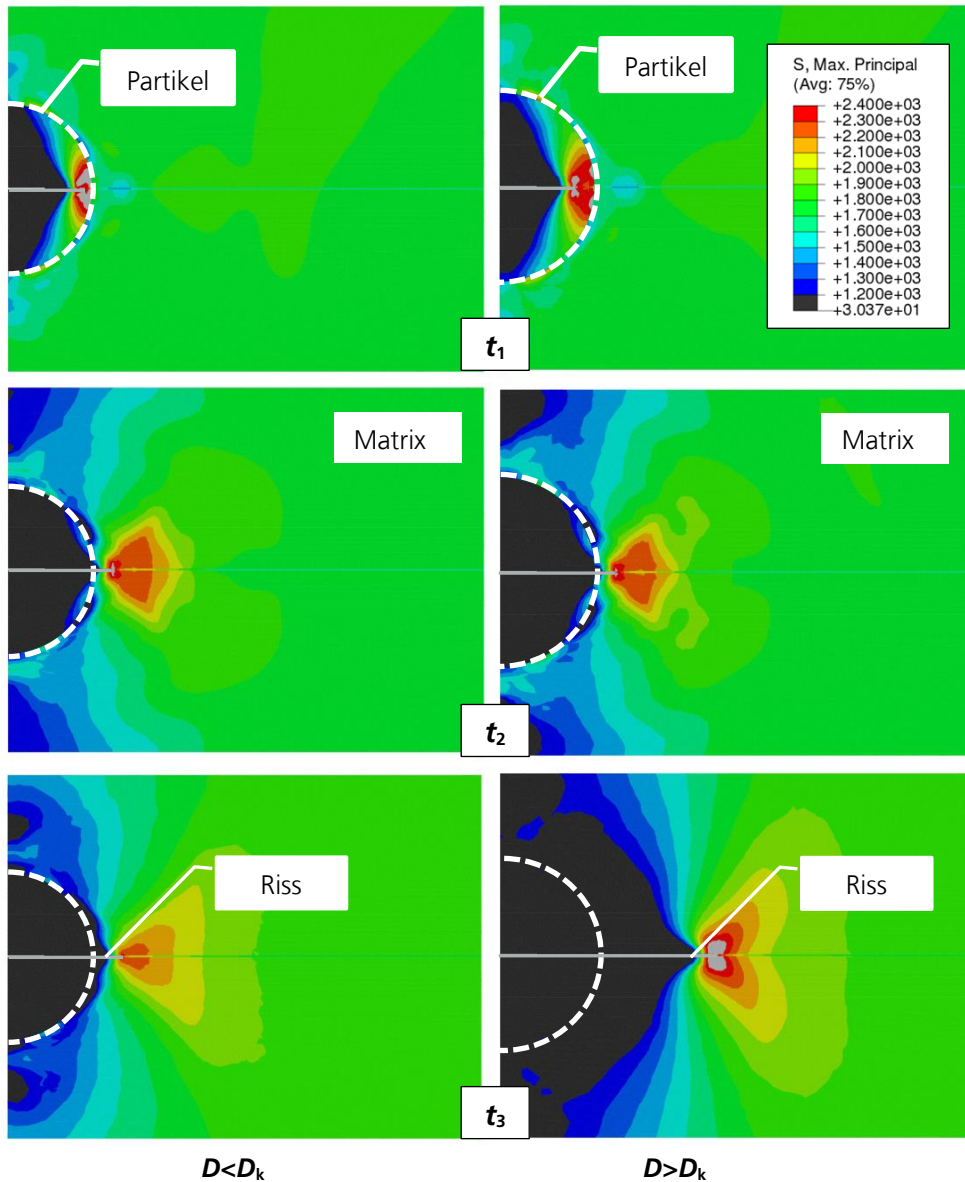 Partikel
Partikel
S, Max. Principal
(Avg: 75%)
+2.400e+03
+2.300e+03
+2.200e+03
+2.100e+03
+2.000e+03
+1.900e+03
+1.800e+03
+1.700e+03
+1.600e+03
+1.500e+03
+1.400e+03
+1.300e+03
+1.200e+03
+3.037e+01
t1
Matrix
Matrix
t2
Riss
Riss
t3
D<Dk
D>Dk